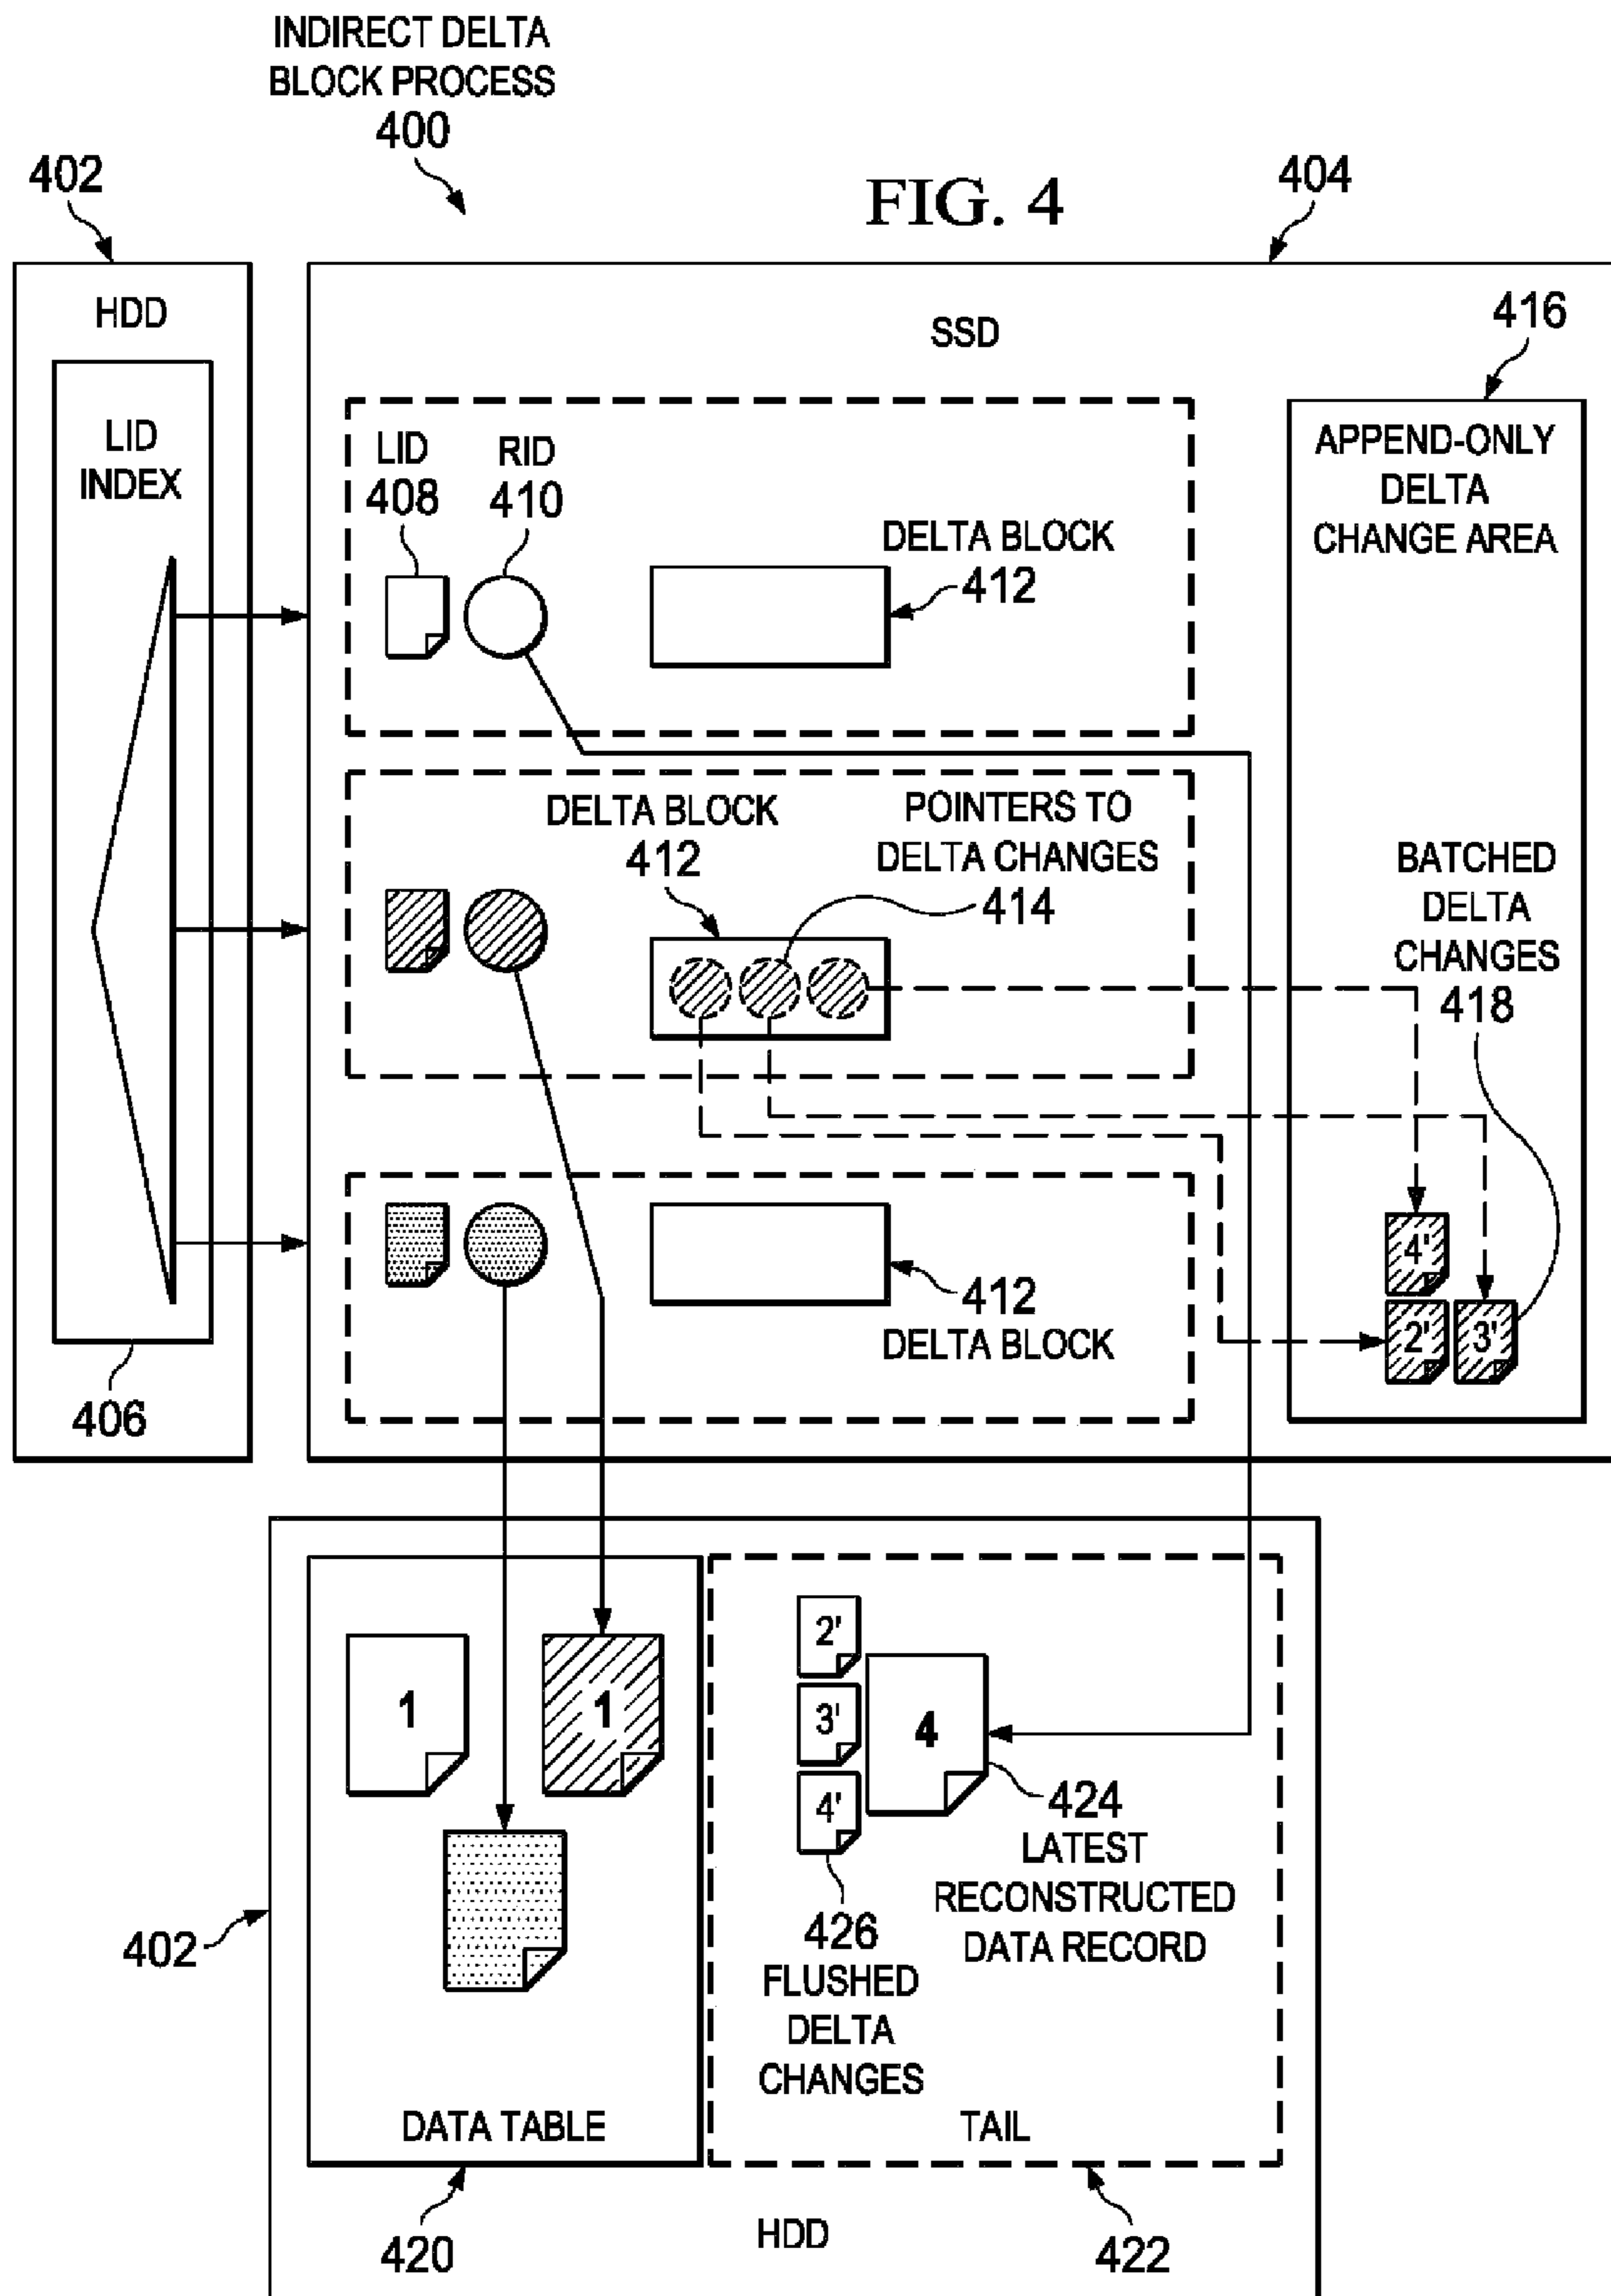 INDIRECT DELTA
BLOCK PROCESS
400
402
FIG. 4
404
HDD
SSD
416
LID
INDEX
LID
408
RID
410
DELTA BLOCK
412
APPEND-ONLY
DELTA
CHANGE AREA
DELTA BLOCK
412
POINTERS TO
DELTA CHANGES
414
BATCHED
DELTA
CHANGES
418
412
DELTA BLOCK
4'
2'
3'
406
1
1
2'
3'
4'
4
424
LATEST
RECONSTRUCTED
DATA RECORD
402
426
FLUSHED
DELTA
CHANGES
DATA TABLE
TAIL
420
HDD
422